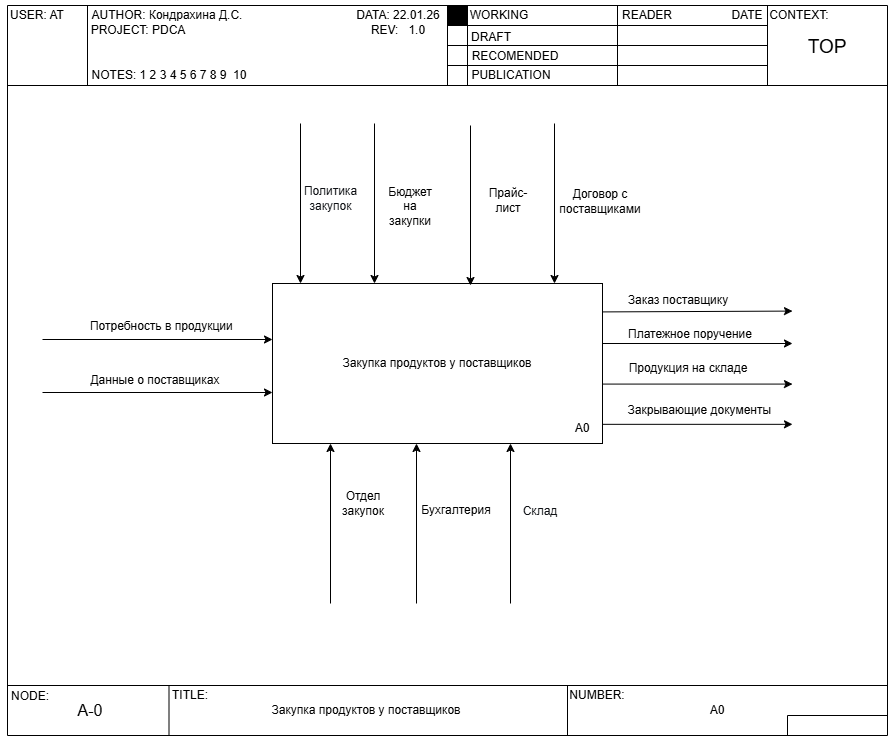 USER: AT
AUTHOR: Кондрахина Д.С.
DATA: 22.01.26
PROJECT: PDCA
REV: 1.0
NOTES: 1 2 3 4 5 6 7 8 9 10
WORKING
DRAFT
RECOMENDED
PUBLICATION
READER
DATE
CONTEXT:
TOP
Политика
закупок
Бюджет
на
закупки
Прайс-
лист
Договор с
поставщиками
Потребность в продукции
Данные о поставщиках
Закупка продуктов у поставщиков
A0
Заказ поставщику
Платежное поручение
Продукция на складе
Закрывающие документы
Отдел
закупок
Бухгалтерия
Склад
NODE:
A-0
TITLE:
Закупка продуктов у поставщиков
NUMBER:
A0